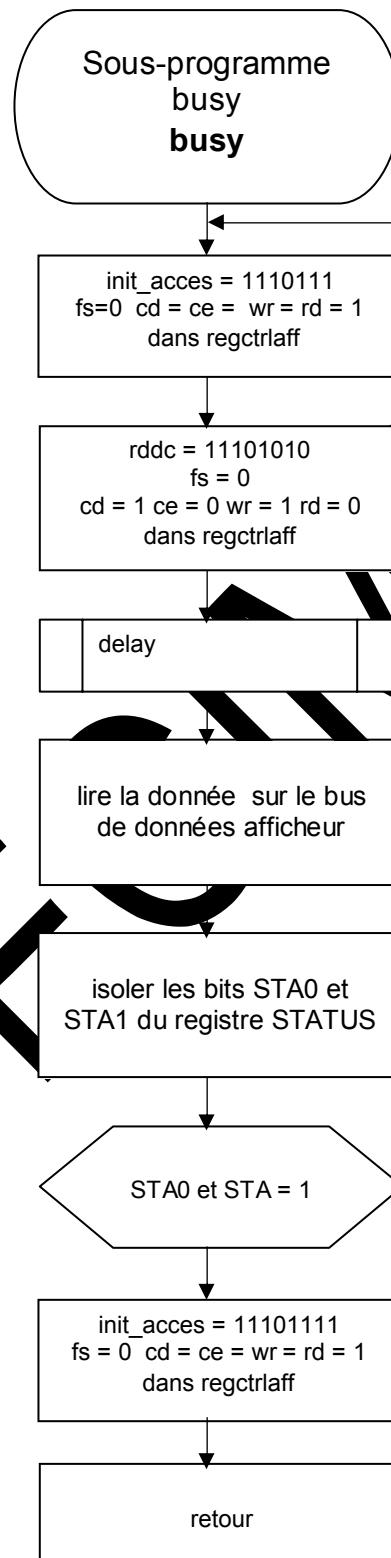 Sous-programme
busy
busy
init_acces = 1110111
fs=0 cd = ce = wr = rd = 1
dans regctrlaff
rddc = 11101010
fs = 0
cd = 1 ce = 0 wr = 1 rd = 0
dans regctrlaff
delay
lire la donnée sur le bus
de données afficheur
isoler les bits STA0 et
STA1 du registre STATUS
STA0 et STA = 1
init_acces = 11101111
fs = 0 cd = ce = wr = rd = 1
dans regctrlaff
retour